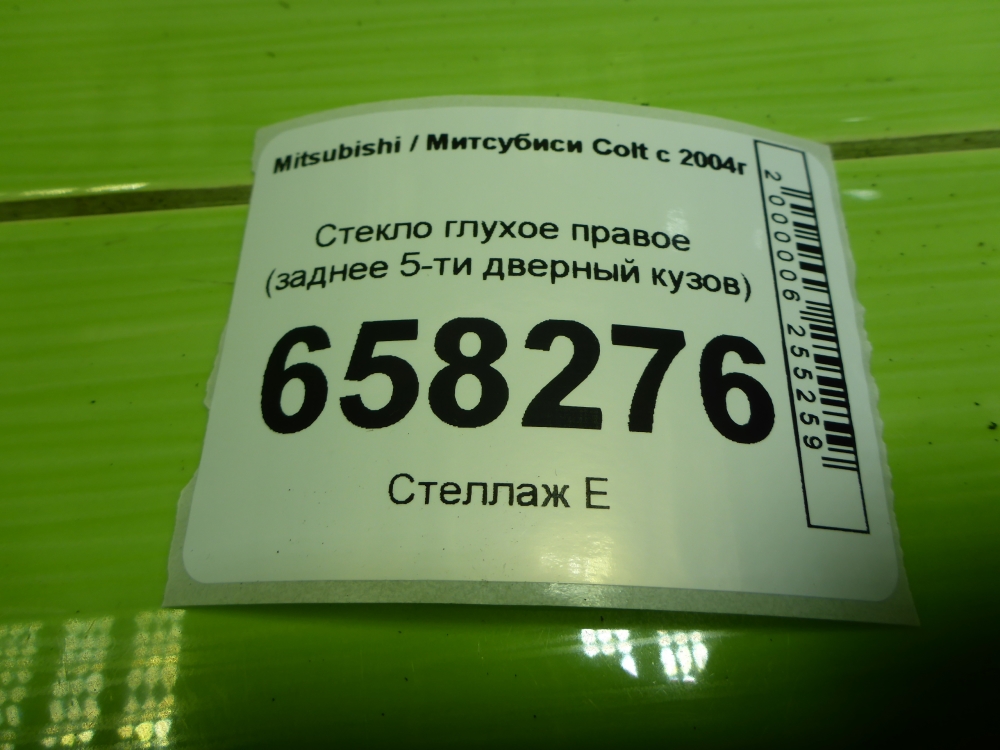 Mitsubishi / Митсубиси Colt с 2004г
Стекло глухое правое
(заднее 5-ти дверный кузов)
658276
Стеллаж Е
2000006255259